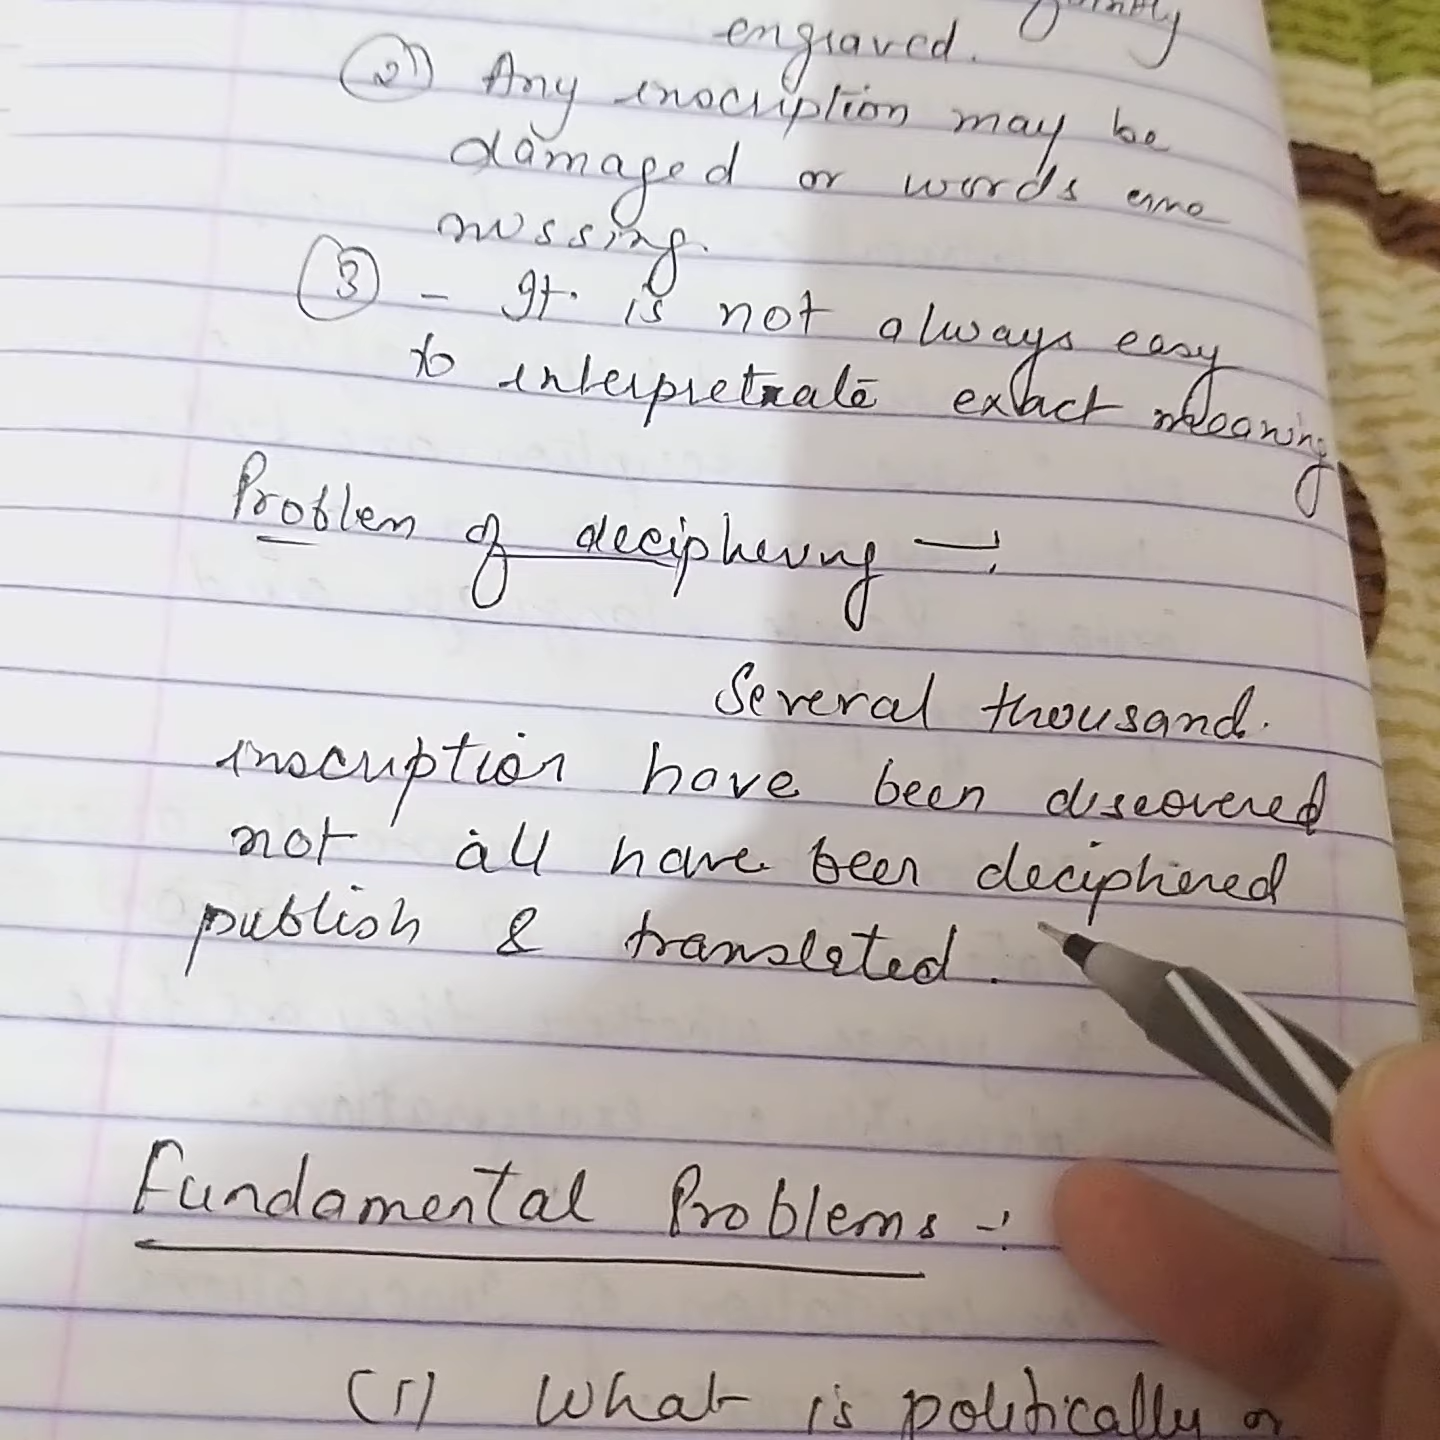 engraved.
(2) Any inscription may be
damaged or words
missing.
(3) - It. is not always easy
to interpretrate exact meaning
Problem of deciphering -:
Several thousand.
inscription have been discovered
not all have been deciphered
publish & translated.
Fundamental Problems -:
(1) What is politically or